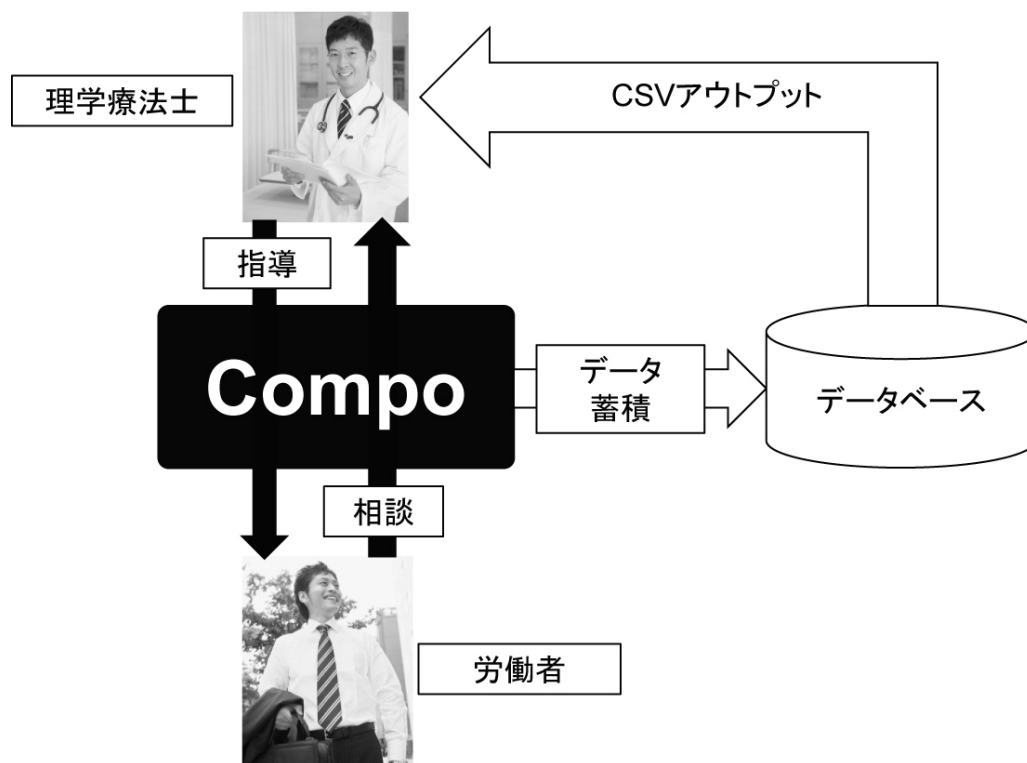 理学療法士
CSVアウトプット
指導
Compo
データ
蓄積
データベース
相談
労働者